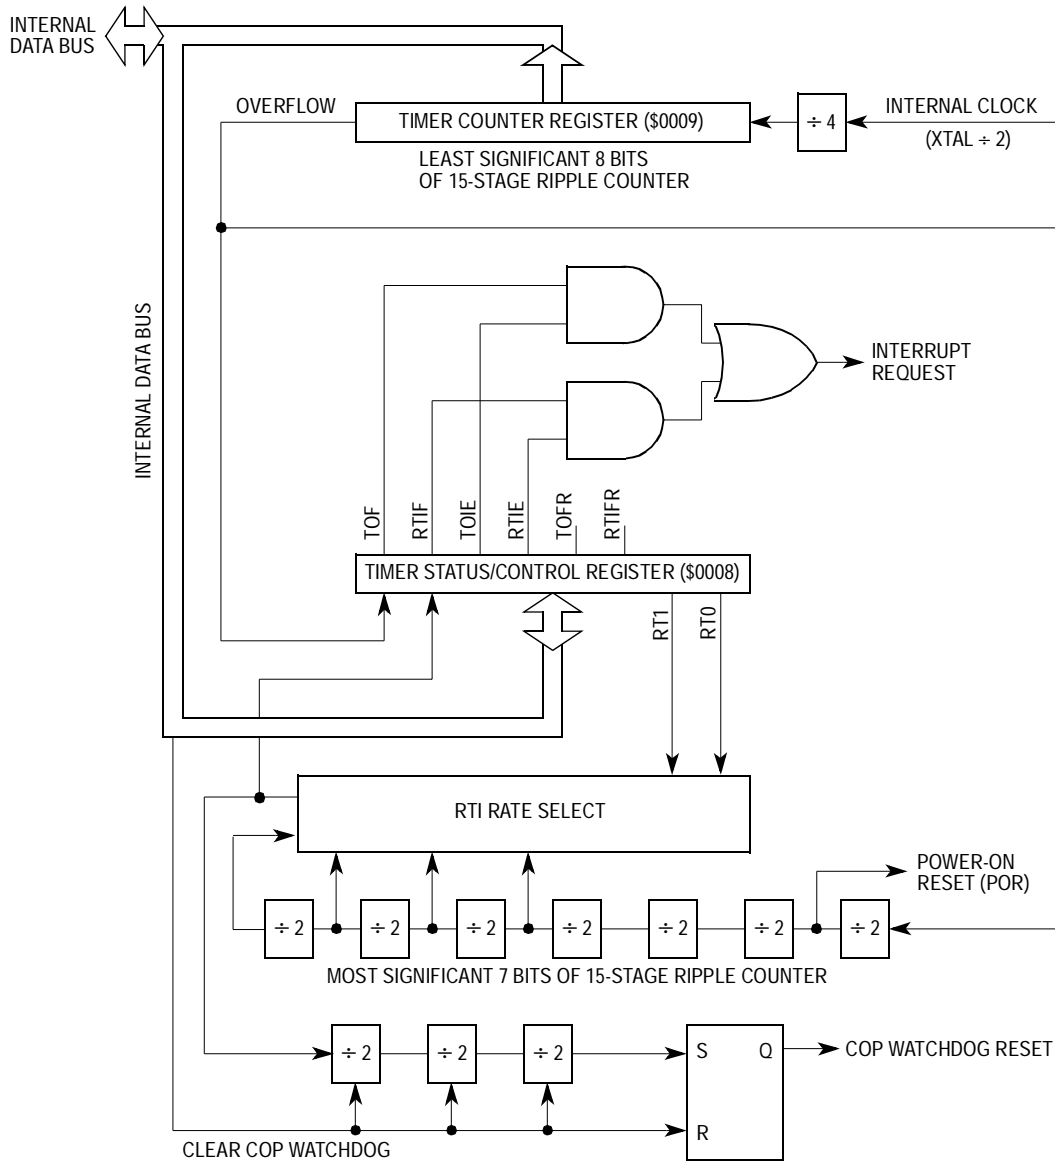 INTERNAL
DATA BUS
OVERFLOW
TIMER COUNTER REGISTER ($0009)
÷ 4
INTERNAL CLOCK
(XTAL ÷ 2)
LEAST SIGNIFICANT 8 BITS
OF 15-STAGE RIPPLE COUNTER
INTERNAL DATA BUS
INTERRUPT
REQUEST
TOF
RTIF
TOIE
RTIE
TOFR
RTIFR
TIMER STATUS/CONTROL REGISTER ($0008)
RT1
RT0
RTI RATE SELECT
POWER-ON
RESET (POR)
÷ 2
÷ 2
÷ 2
÷ 2
÷ 2
÷ 2
÷ 2
MOST SIGNIFICANT 7 BITS OF 15-STAGE RIPPLE COUNTER
÷ 2
÷ 2
÷ 2
S
Q
COP WATCHDOG RESET
R
CLEAR COP WATCHDOG